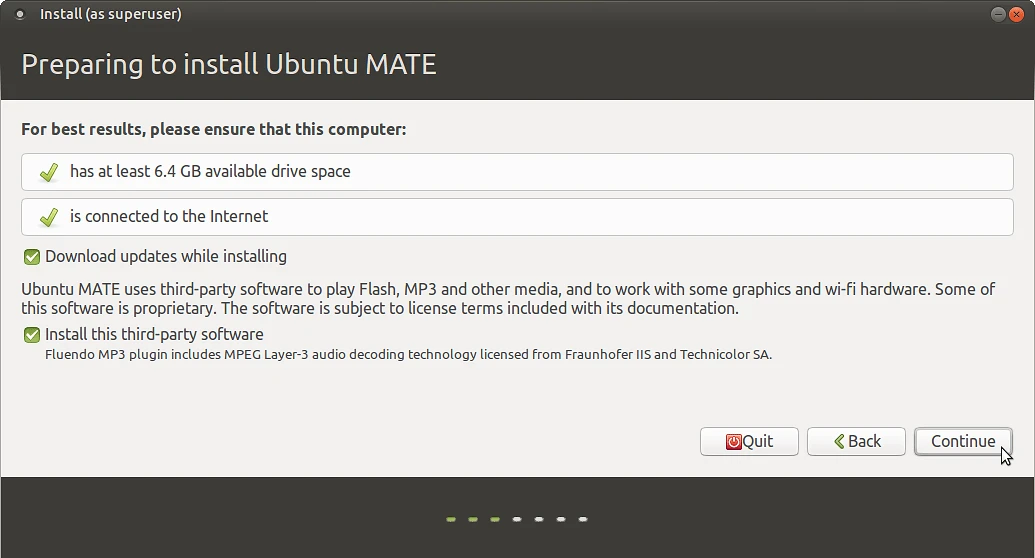 Install (as superuser)
Preparing to install Ubuntu MATE
For best results, please ensure that this computer:
has at least 6.4 GB available drive space
is connected to the Internet
Download updates while installing
Ubuntu MATE uses third-party software to play Flash, MP3 and other media, and to work with some graphics and wi-fi hardware. Some of
this software is proprietary. The software is subject to license terms included with its documentation.
Install this third-party software
Fluendo MP3 plugin includes MPEG Layer-3 audio decoding technology licensed from Fraunhofer IIS and Technicolor SA.
Quit Back Continue